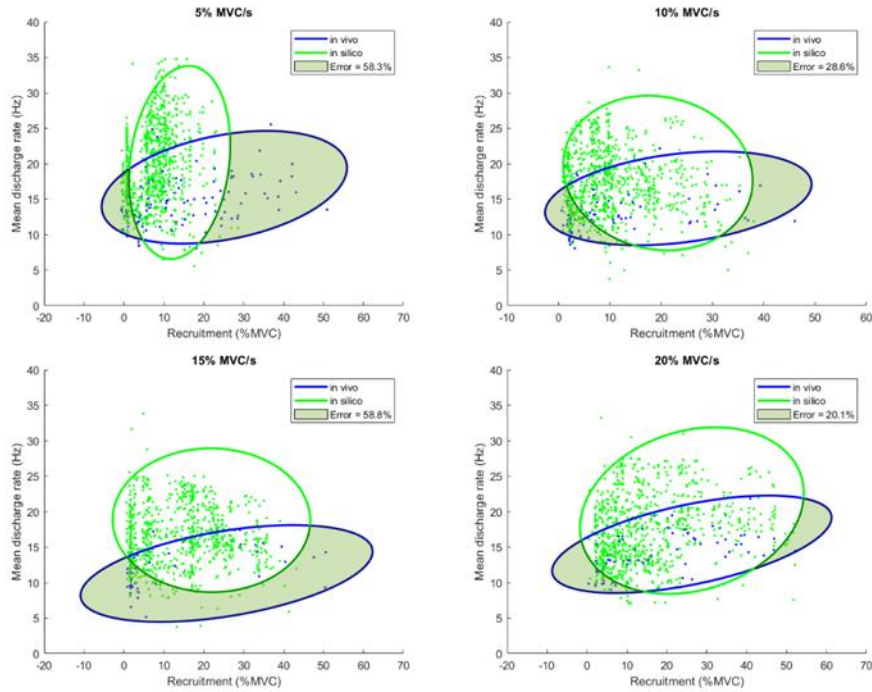 5% MVC/s
40
35
30
25
20
15
10
5
0
Mean discharge rate (Hz)
in vivo
in silico
Error = 58.3%
-20 -10 0 10 20 30 40 50 60 70
Recruitment (%MVC)
10% MVC/s
40
35
30
25
20
15
10
5
0
Mean discharge rate (Hz)
in vivo
in silico
Error = 28.6%
-10 0 10 20 30 40 50 60
Recruitment (%MVC)
15% MVC/s
40
35
30
25
20
15
10
5
0
Mean discharge rate (Hz)
in vivo
in silico
Error = 58.8%
-20 -10 0 10 20 30 40 50 60 70
Recruitment (%MVC)
20% MVC/s
40
35
30
25
20
15
10
5
0
Mean discharge rate (Hz)
in vivo
in silico
Error = 20.1%
-20 -10 0 10 20 30 40 50 60 70
Recruitment (%MVC)